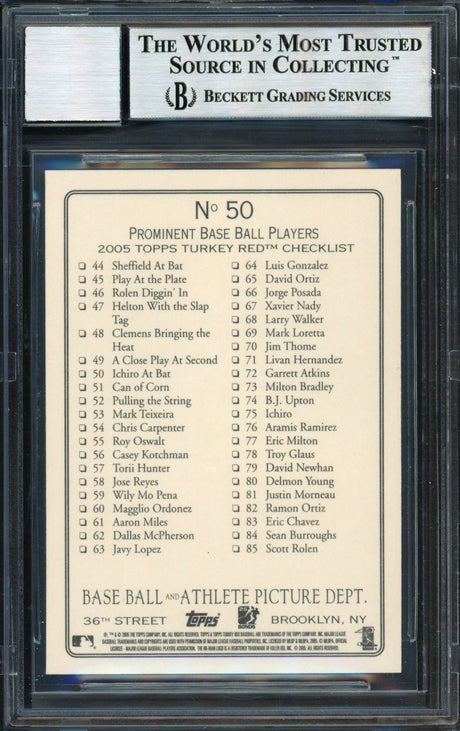 THE WORLD'S MOST TRUSTED
SOURCE IN COLLECTING™
B BECKETT GRADING SERVICES
Nº 50
PROMINENT BASE BALL PLAYERS
2005 TOPPS TURKEY RED™ CHECKLIST
❏ 44 Sheffield At Bat
❏ 45 Play At the Plate
❏ 46 Rolen Diggin' In
❏ 47 Helton With the Slap
Tag
❏ 48 Clemens Bringing the
Heat
❏ 49 A Close Play At Second
❏ 50 Ichiro At Bat
❏ 51 Can of Corn
❏ 52 Pulling the String
❏ 53 Mark Teixeira
❏ 54 Chris Carpenter
❏ 55 Roy Oswalt
❏ 56 Casey Kotchman
❏ 57 Torii Hunter
❏ 58 Jose Reyes
❏ 59 Wily Mo Pena
❏ 60 Magglio Ordonez
❏ 61 Aaron Miles
❏ 62 Dallas McPherson
❏ 63 Javy Lopez
❏ 64 Luis Gonzalez
❏ 65 David Ortiz
❏ 66 Jorge Posada
❏ 67 Xavier Nady
❏ 68 Larry Walker
❏ 69 Mark Loretta
❏ 70 Jim Thome
❏ 71 Livan Hernandez
❏ 72 Garrett Atkins
❏ 73 Milton Bradley
❏ 74 B.J. Upton
❏ 75 Ichiro
❏ 76 Aramis Ramirez
❏ 77 Eric Milton
❏ 78 Troy Glaus
❏ 79 David Newhan
❏ 80 Delmon Young
❏ 81 Justin Morneau
❏ 82 Ramon Ortiz
❏ 83 Eric Chavez
❏ 84 Sean Burroughs
❏ 85 Scott Rolen
BASE BALL AND ATHLETE PICTURE DEPT.
36TH STREET Topps BROOKLYN, NY